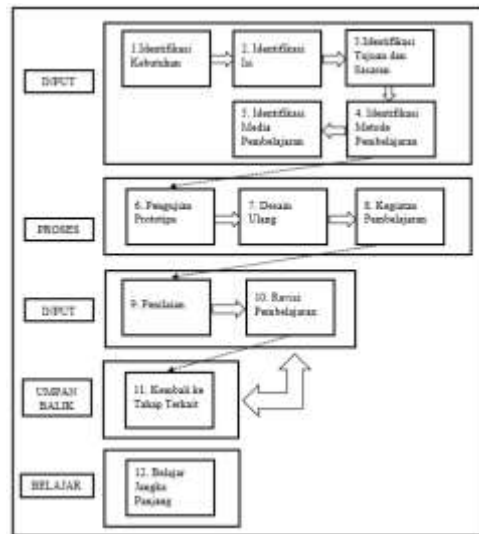 INPUT
1.Identifikasi
Kebutuhan
2. Identifikasi
Isi
3.Identifikasi
Tujuan dan
Sasaran
5. Identifikasi
Media
Pembelajaran
4. Identifikasi
Metode
Pembelajaran
PROSES
6. Pengujian
Prototipe
7. Desain
Ulang
8. Kegiatan
Pembelajaran
INPUT
9. Penilaian
10. Revisi
Pembelajaran
UMPAN
BALIK
11. Kembali ke
Tahap Terkait
BELAJAR
12. Belajar
Jangka
Panjang